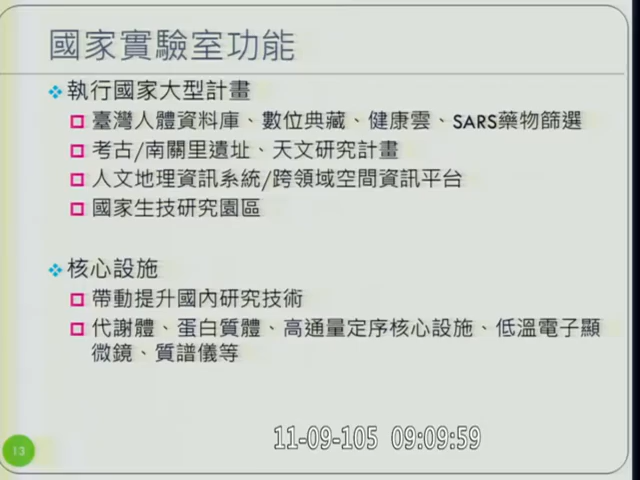 國家實驗室功能
執行國家大型計畫
臺灣人體資料庫、數位典藏、健康雲、SARS藥物篩選
考古/南關里遺址、天文研究計畫
人文地理資訊系統/跨領域空間資訊平台
國家生技研究園區
核心設施
帶動提升國內研究技術
代謝體、蛋白質體、高通量定序核心設施、低溫電子顯
微鏡、質譜儀等
13
11-09-105 09:09:59